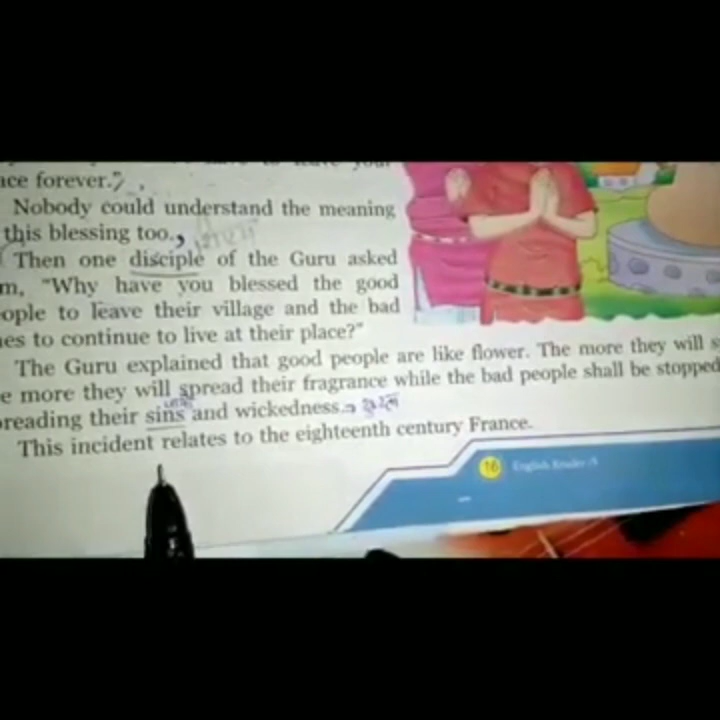 ace forever."
Nobody could understand the meaning
this blessing too.
Then one disciple of the Guru asked
m, "Why have you blessed the good
ople to leave their village and the bad
nes to continue to live at their place?"
The Guru explained that good people are like flower. The more they will s
e more they will spread their fragrance while the bad people shall be stopped
preading their sins and wickedness.
This incident relates to the eighteenth century France.
16 English Reader